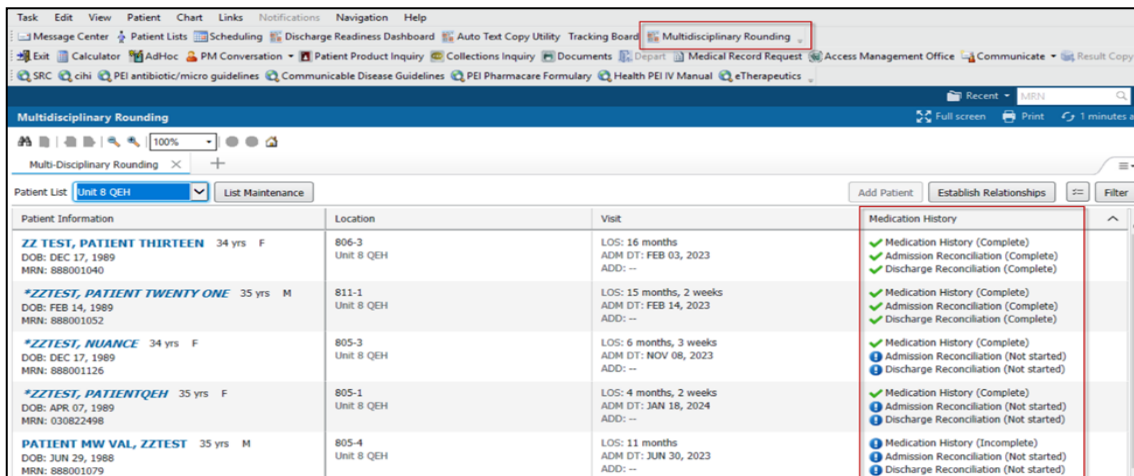 Task Edit View Patient Chart Links Notifications Navigation Help
Message Center Patient Lists Scheduling Discharge Readiness Dashboard Auto Text Copy Utility Tracking Board Multidisciplinary Rounding
Exit Calculator AdHoc PM Conversation Patient Product Inquiry Collections Inquiry Documents Depart Medical Record Request Access Management Office Communicate Result Copy
SRC cihi PEI antibiotic/micro guidelines Communicable Disease Guidelines PEI Pharmacare Formulary Health PEI IV Manual eTherapeutics
Recent MRN
Multidisciplinary Rounding Full screen Print 1 minutes a
100%
Multi-Disciplinary Rounding
Patient List Unit 8 QEH List Maintenance Add Patient Establish Relationships Filter
Patient Information Location Visit Medication History
ZZ TEST, PATIENT THIRTEEN 34 yrs F 806-3 LOS: 16 months Medication History (Complete)
DOB: DEC 17, 1989 Unit 8 QEH ADM DT: FEB 03, 2023 Admission Reconciliation (Complete)
MRN: 888001040 ADD: -- Discharge Reconciliation (Complete)
*ZZTEST, PATIENT TWENTY ONE 35 yrs M 811-1 LOS: 15 months, 2 weeks Medication History (Complete)
DOB: FEB 14, 1989 Unit 8 QEH ADM DT: FEB 14, 2023 Admission Reconciliation (Complete)
MRN: 888001052 ADD: -- Discharge Reconciliation (Complete)
*ZZTEST, NUANCE 34 yrs F 805-3 LOS: 6 months, 3 weeks Medication History (Complete)
DOB: DEC 17, 1989 Unit 8 QEH ADM DT: NOV 08, 2023 Admission Reconciliation (Not started)
MRN: 888001126 ADD: -- Discharge Reconciliation (Not started)
*ZZTEST, PATIENTQEH 35 yrs F 805-1 LOS: 4 months, 2 weeks Medication History (Complete)
DOB: APR 07, 1989 Unit 8 QEH ADM DT: JAN 18, 2024 Admission Reconciliation (Not started)
MRN: 030822498 ADD: -- Discharge Reconciliation (Not started)
PATIENT MW VAL, ZZTEST 35 yrs M 805-4 LOS: 11 months Medication History (Incomplete)
DOB: JUN 29, 1988 Unit 8 QEH ADM DT: JUN 30, 2023 Admission Reconciliation (Not started)
MRN: 888001079 ADD: -- Discharge Reconciliation (Not started)